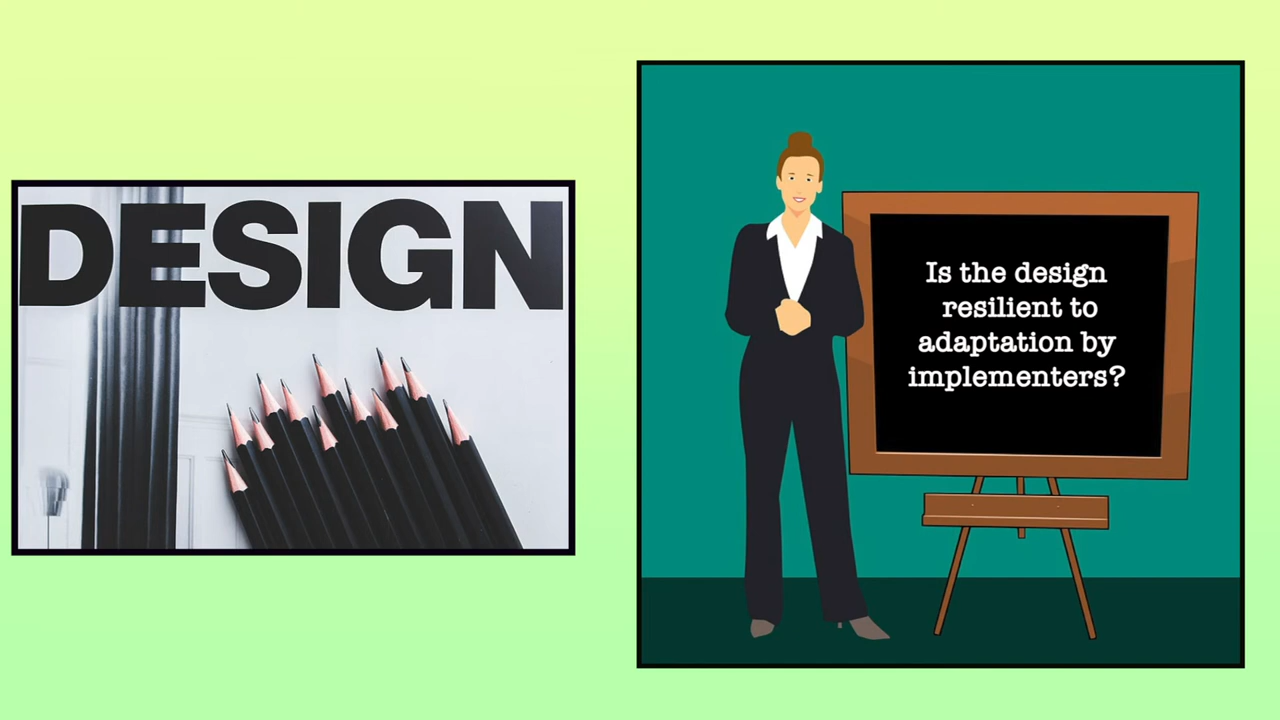 DESIGN
Is the design
resilient to
adaptation by
implementers?